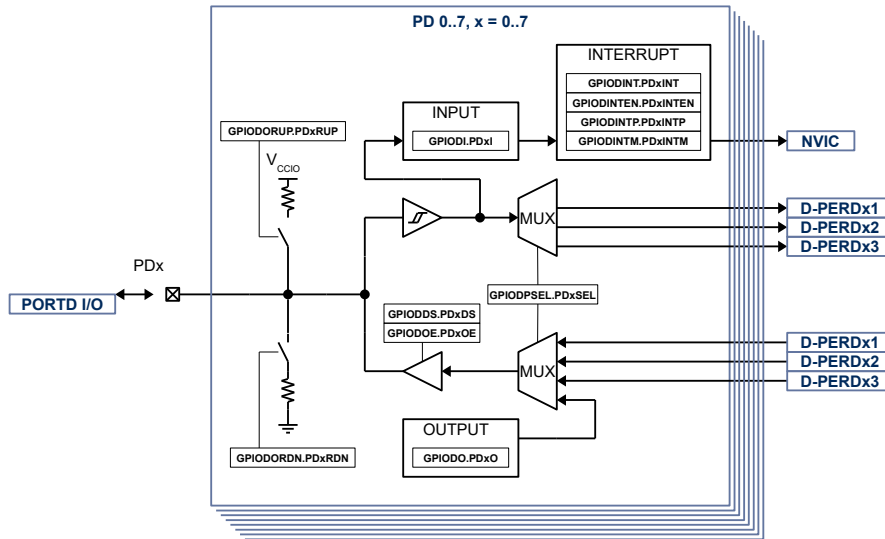 PD 0..7, x = 0..7
INTERRUPT
GPIODINT.PDxINT
GPIODINTEN.PDxINTEN
GPIODINTP.PDxINTP
GPIODINTM.PDxINTM
NVIC
INPUT
GPIODI.PDxI
GPIODORUP.PDxRUP
VCCIO
MUX
D-PERDx1
D-PERDx2
D-PERDx3
PDx
PORTD I/O
GPIODPSEL.PDxSEL
GPIODDS.PDxDS
GPIODOE.PDxOE
MUX
D-PERDx1
D-PERDx2
D-PERDx3
OUTPUT
GPIODO.PDxO
GPIODORDN.PDxRDN